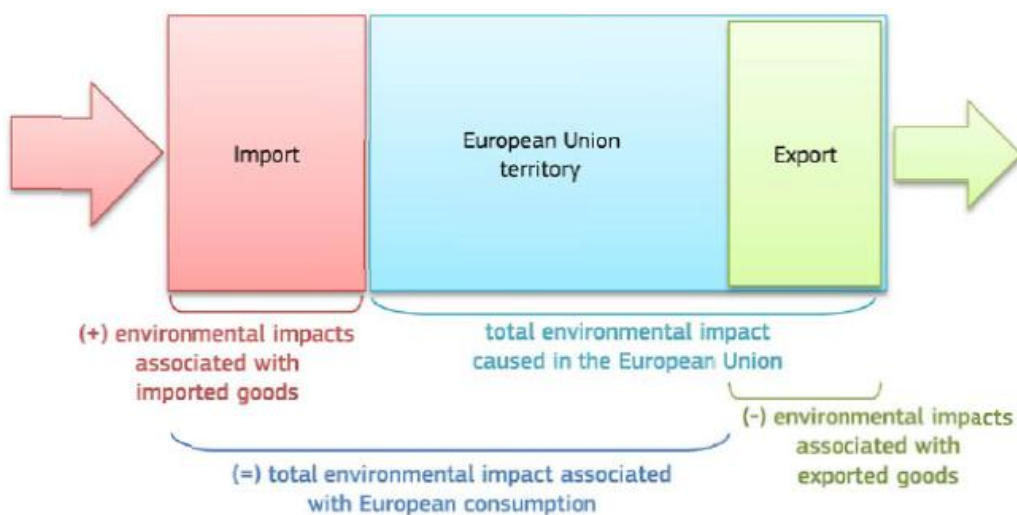 Import
European Union
territory
Export
(+) environmental impacts
associated with
imported goods
total environmental impact
caused in the European Union
(-) environmental impacts
associated with
exported goods
(=) total environmental impact associated
with European consumption